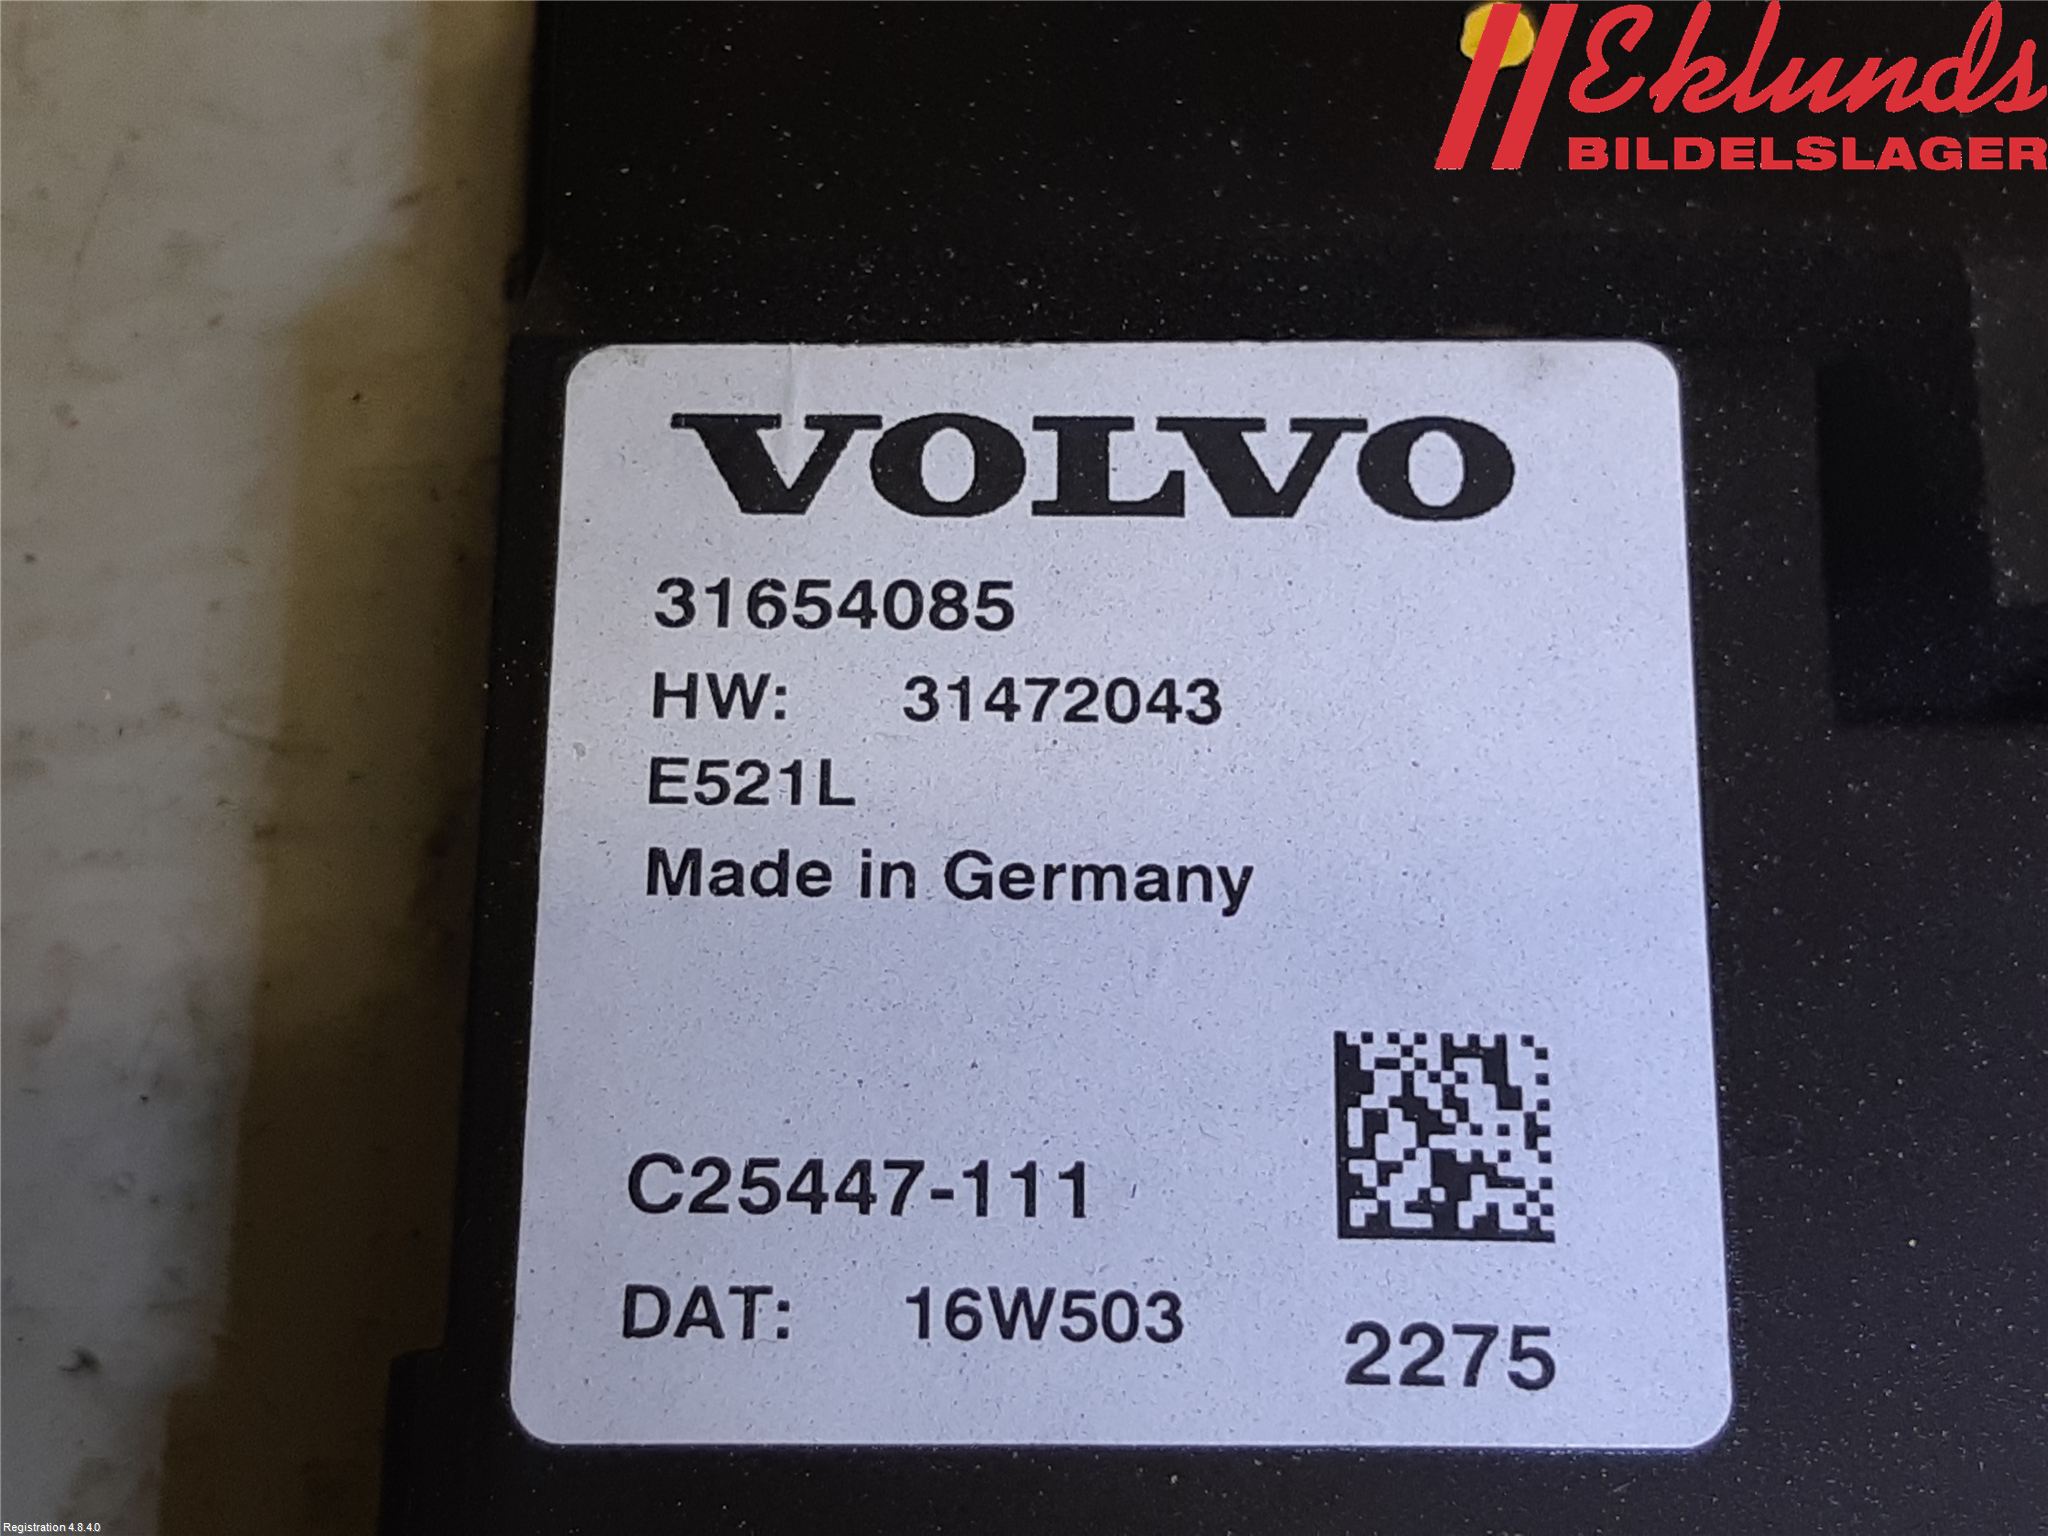 Eklunds
BILDELSLAGER
VOLVO
31654085
HW: 31472043
E521L
Made in Germany
C25447-111
DAT: 16W503
2275
Registration 4.8.4.0